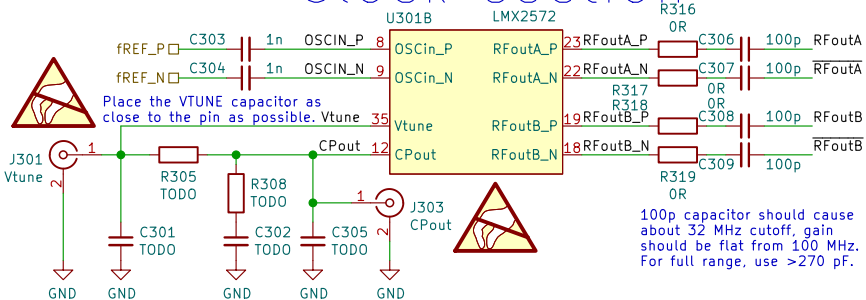 R316
U301B LMX2572
C303 1n OSCIN_P 8 OSCin_P RFoutA_P 23 RFoutA_P C306 100p RFoutA
fREF_P
0R
C304 1n OSCIN_N 9 OSCin_N RFoutA_N 22 RFoutA_N C307 100p RFoutA
fREF_N
R317 0R
R318 0R
Place the VTUNE capacitor as
close to the pin as possible.
Vtune 35 Vtune RFoutB_P 19 RFoutB_P C308 100p RFoutB
J301 1 CPout 12 CPout RFoutB_N 18 RFoutB_N C309 100p RFoutB
Vtune
2
R305
TODO
R308
TODO
R319
0R
1 J303
CPout
2
C301
TODO
C302
TODO
C305
TODO
100p capacitor should cause
about 32 MHz cutoff, gain
should be flat from 100 MHz.
For full range, use >270 pF.
GND GND GND GND GND